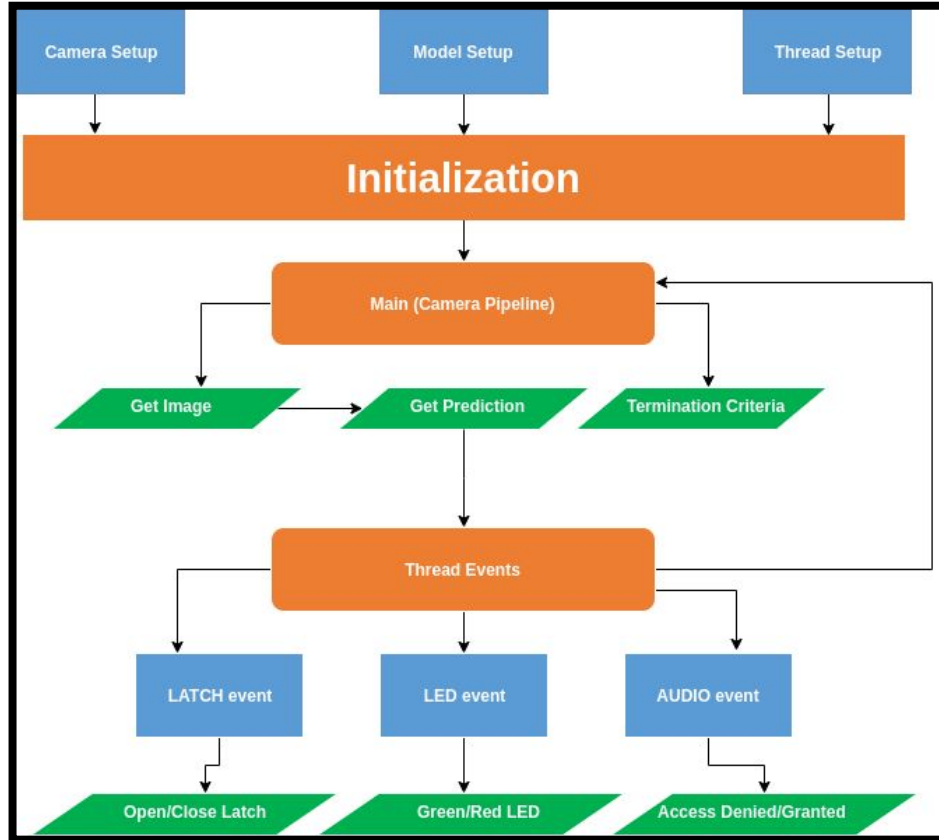 Camera Setup
Model Setup
Thread Setup
Initialization
Main (Camera Pipeline)
Get Image
Get Prediction
Termination Criteria
Thread Events
LATCH event
LED event
AUDIO event
Open/Close Latch
Green/Red LED
Access Denied/Granted